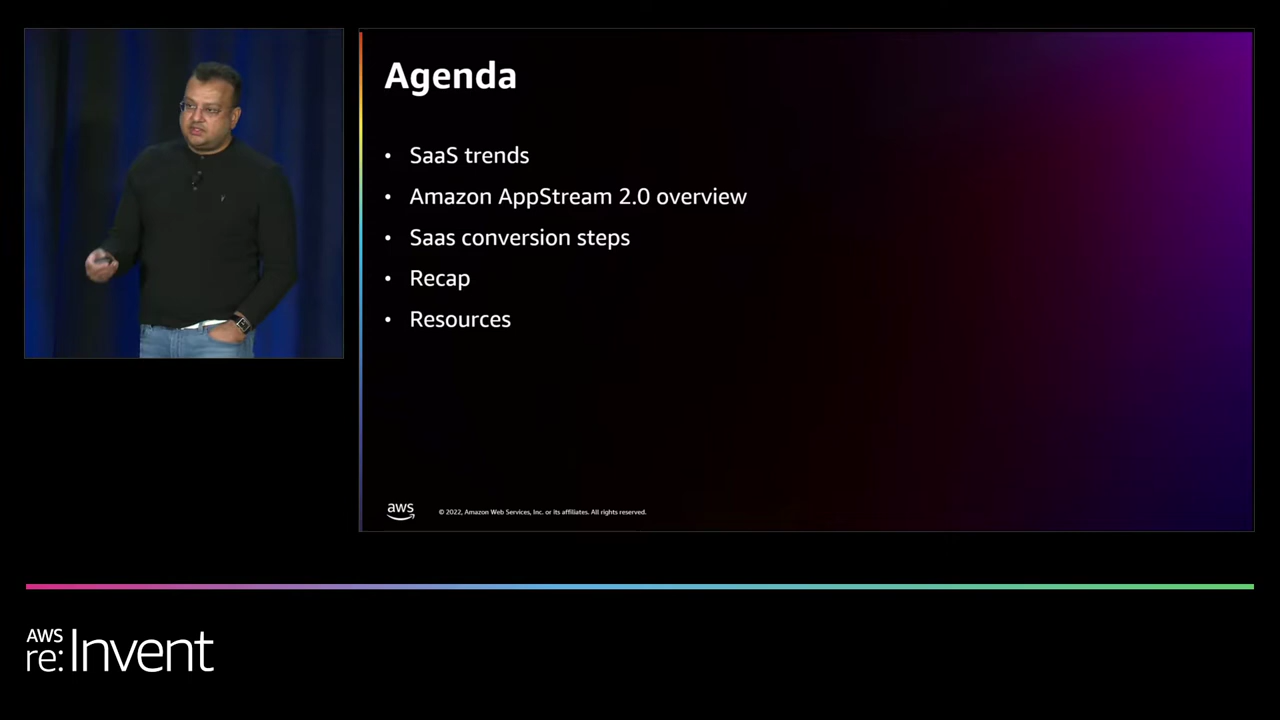 Agenda
• SaaS trends
• Amazon AppStream 2.0 overview
• Saas conversion steps
• Recap
• Resources
aws
© 2022, Amazon Web Services, Inc. or its affiliates. All rights reserved.
AWS
re:Invent